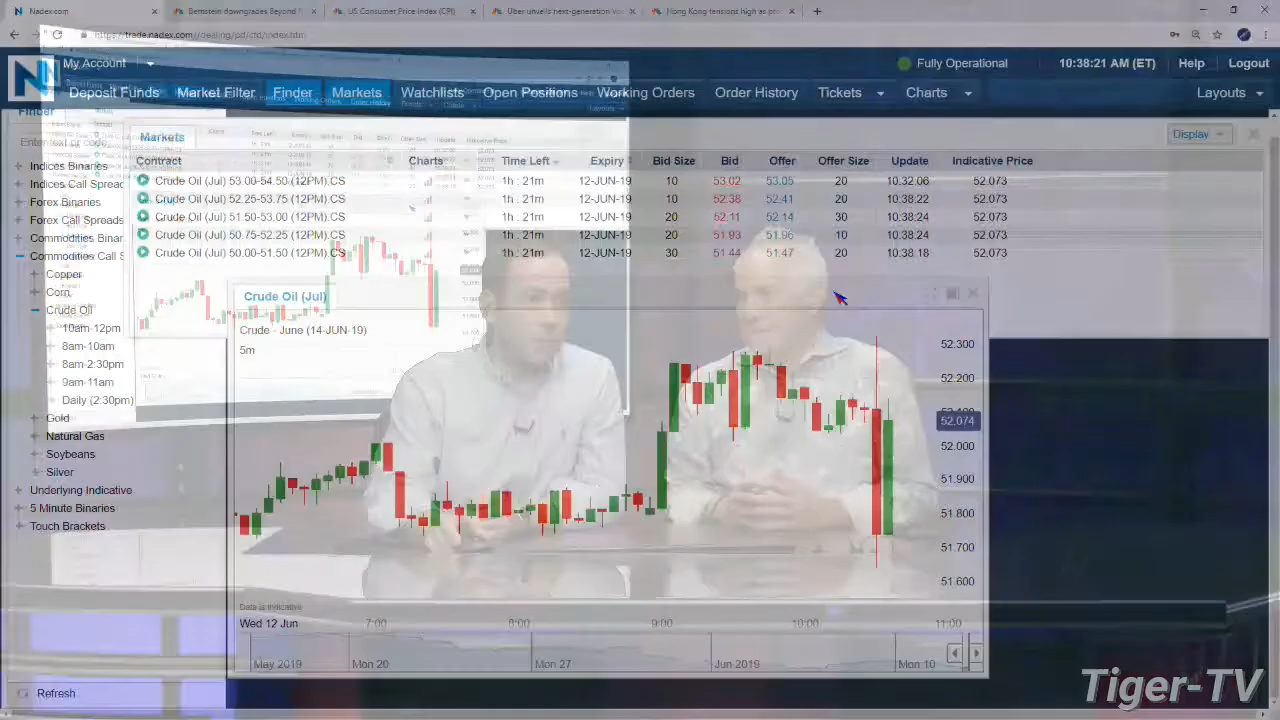 Nadex.com
Bernstein downgrades Beyond
US Consumer Price Index (CPI)
Uber unveils next-generation Vo
Hong Kong tensions high as pro
https://trade.nadex.com//dealing/pd/cfd/index.htm
My Account
Fully Operational
10:38:21 AM (ET)
Help
Logout
Deposit Funds
Market Filter
Finder
Markets
Watchlists
Open Positions
Working Orders
Order History
Tickets
Charts
Layouts
Finder
Markets
Display
Enter text or code
Contract Charts Time Left Expiry Bid Size Bid Offer Offer Size Update Indicative Price
Crude Oil (Jul) 53.00-54.50 (12PM).CS 1h : 21m 12-JUN-19 10 53.02 53.05 20 10:32:06 52.073
Crude Oil (Jul) 52.25-53.75 (12PM).CS 1h : 21m 12-JUN-19 10 52.38 52.41 20 10:38:24 52.073
Crude Oil (Jul) 51.50-53.00 (12PM).CS 1h : 21m 12-JUN-19 20 52.11 52.14 30 10:38:24 52.073
Crude Oil (Jul) 50.75-52.25 (12PM).CS 1h : 21m 12-JUN-19 20 51.93 51.96 10 10:38:24 52.073
Crude Oil (Jul) 50.00-51.50 (12PM).CS 1h : 21m 12-JUN-19 30 51.44 51.47 20 10:38:18 52.073
Indices Binaries
Indices Call Spread
Forex Binaries
Forex Call Spreads
Commodities Binar
Commodities Call S
Copper
Corn
Crude Oil
10am-12pm
8am-10am
8am-2:30pm
9am-11am
Daily (2:30pm)
Gold
Natural Gas
Soybeans
Silver
Underlying Indicative
5 Minute Binaries
Touch Brackets
Refresh
Crude Oil (Jul)
Crude - June (14-JUN-19)
5m
52.300
52.200
52.074
52.000
51.900
51.800
51.700
51.600
Data is indicative
Wed 12 Jun 7:00 8:00 9:00 10:00 11:00
May 2019 Mon 20 Mon 27 Jun 2019 Mon 10
Tiger-TV